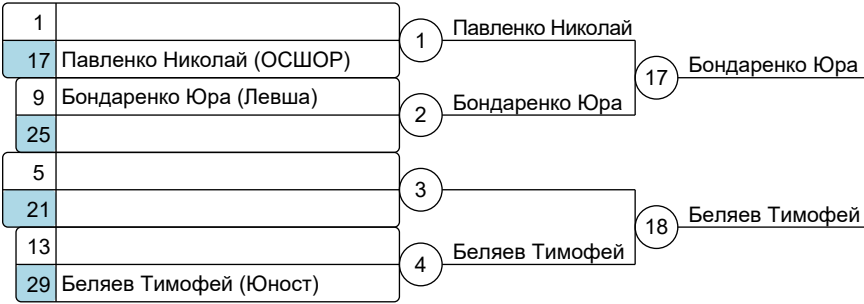 1
17 Павленко Николай (ОСШОР)
1
Павленко Николай
9 Бондаренко Юра (Левша)
25
2
Бондаренко Юра
17
Бондаренко Юра
5
21
3
13
29 Беляев Тимофей (Юност)
4
Беляев Тимофей
18
Беляев Тимофей